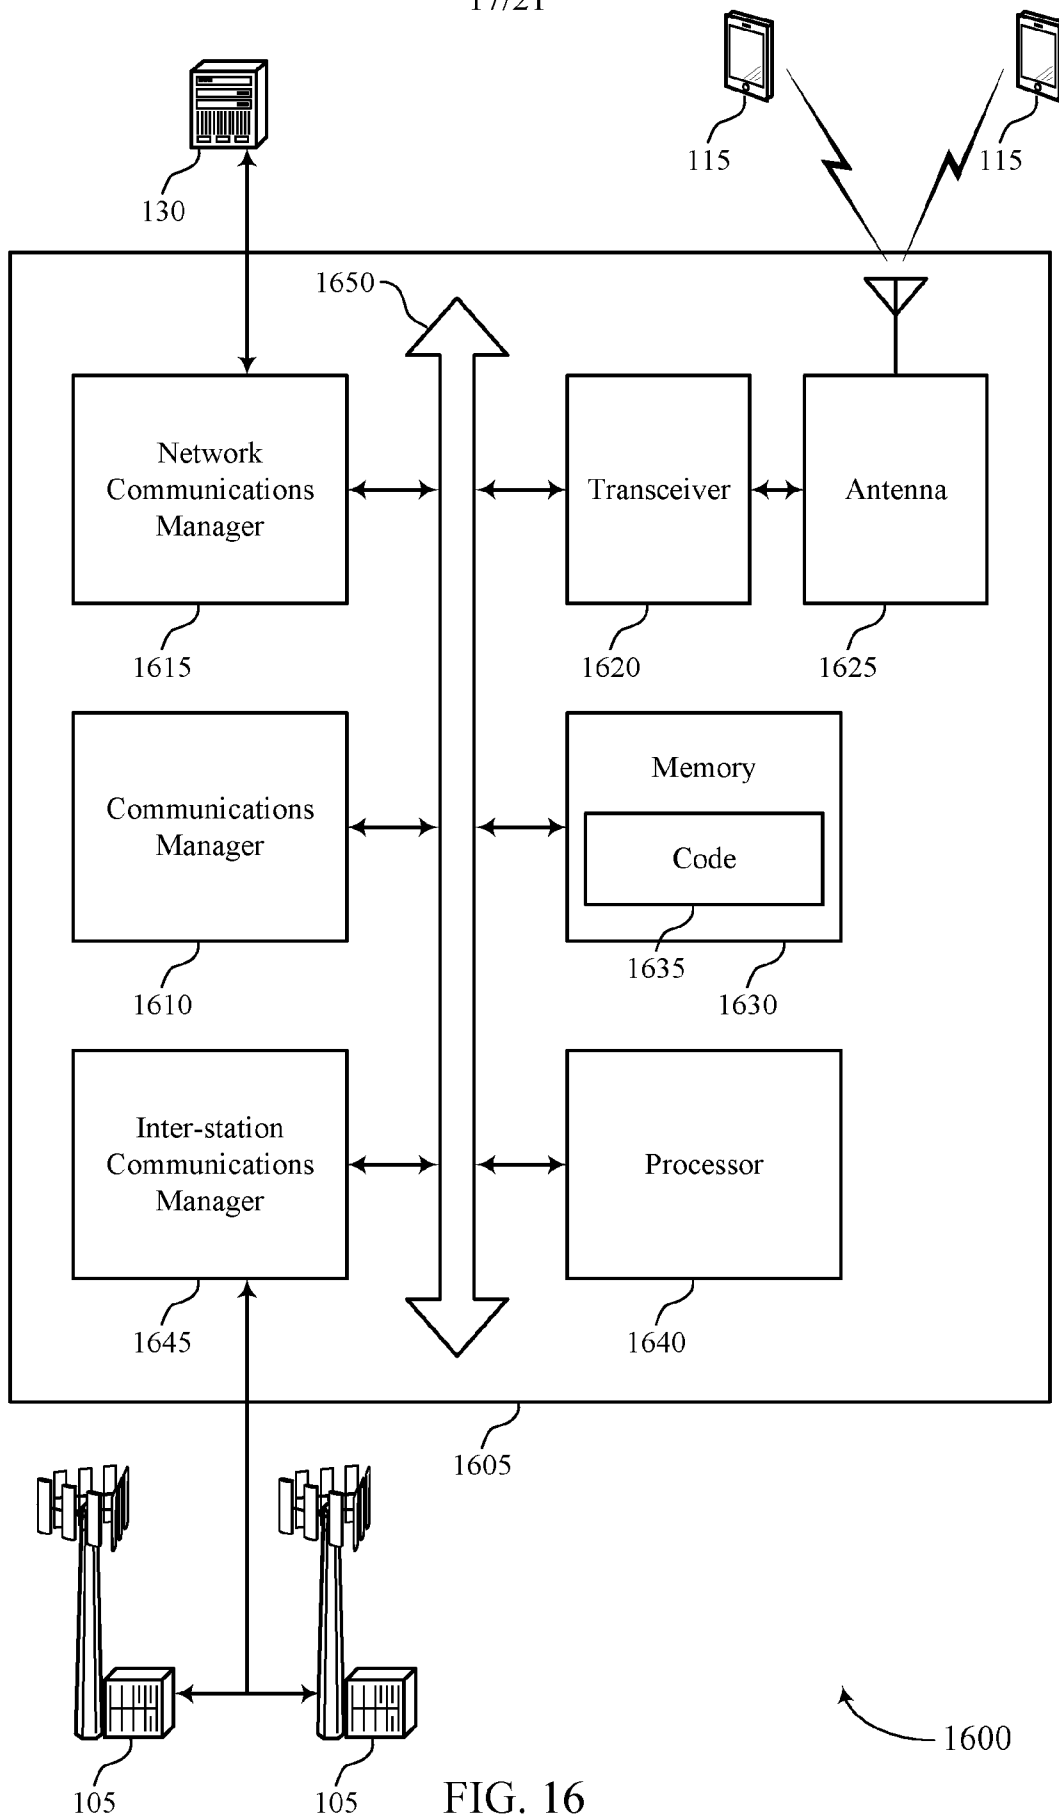 17/21
130
115
115
1650
Network
Communications
Manager
Transceiver
Antenna
1615
1620
1625
Communications
Manager
Memory
Code
1610
1635
1630
Inter-station
Communications
Manager
Processor
1645
1640
1605
105
105
1600
FIG. 16